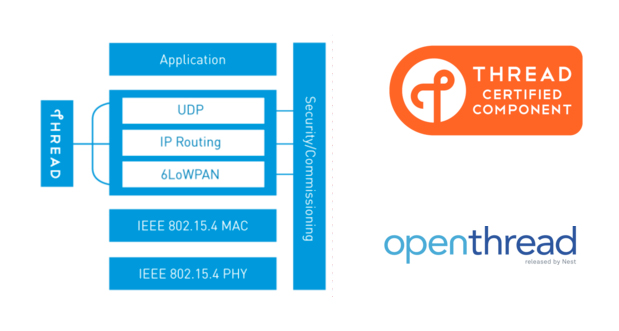 Application
UDP
IP Routing
6LoWPAN
IEEE 802.15.4 MAC
IEEE 802.15.4 PHY
THREAD
Security/Commissioning
THREAD
CERTIFIED
COMPONENT
openthread
released by Nest